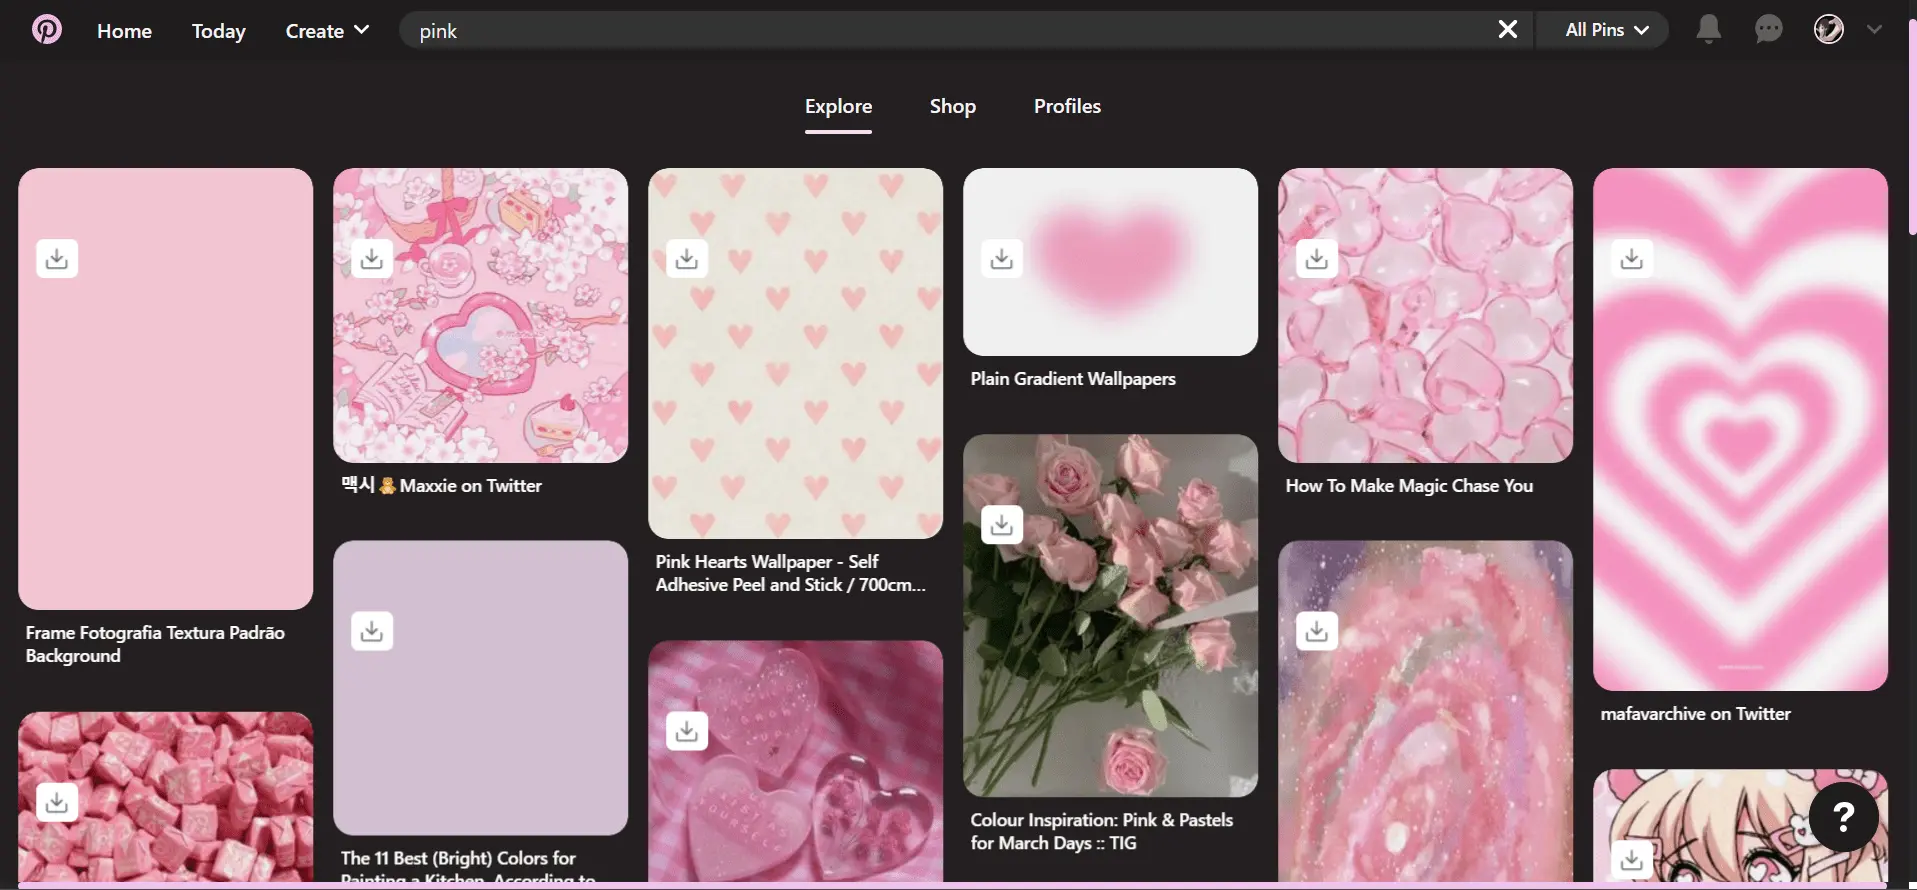 Home
Today
Create
pink
All Pins
Explore
Shop
Profiles
Frame Fotografia Textura Padrão
Background
맥시🧸Maxxie on Twitter
The 11 Best (Bright) Colors for
Painting a Kitchen, According to
Pink Hearts Wallpaper - Self
Adhesive Peel and Stick / 700cm...
Plain Gradient Wallpapers
Colour Inspiration: Pink & Pastels
for March Days :: TIG
How To Make Magic Chase You
mafavarchive on Twitter
?